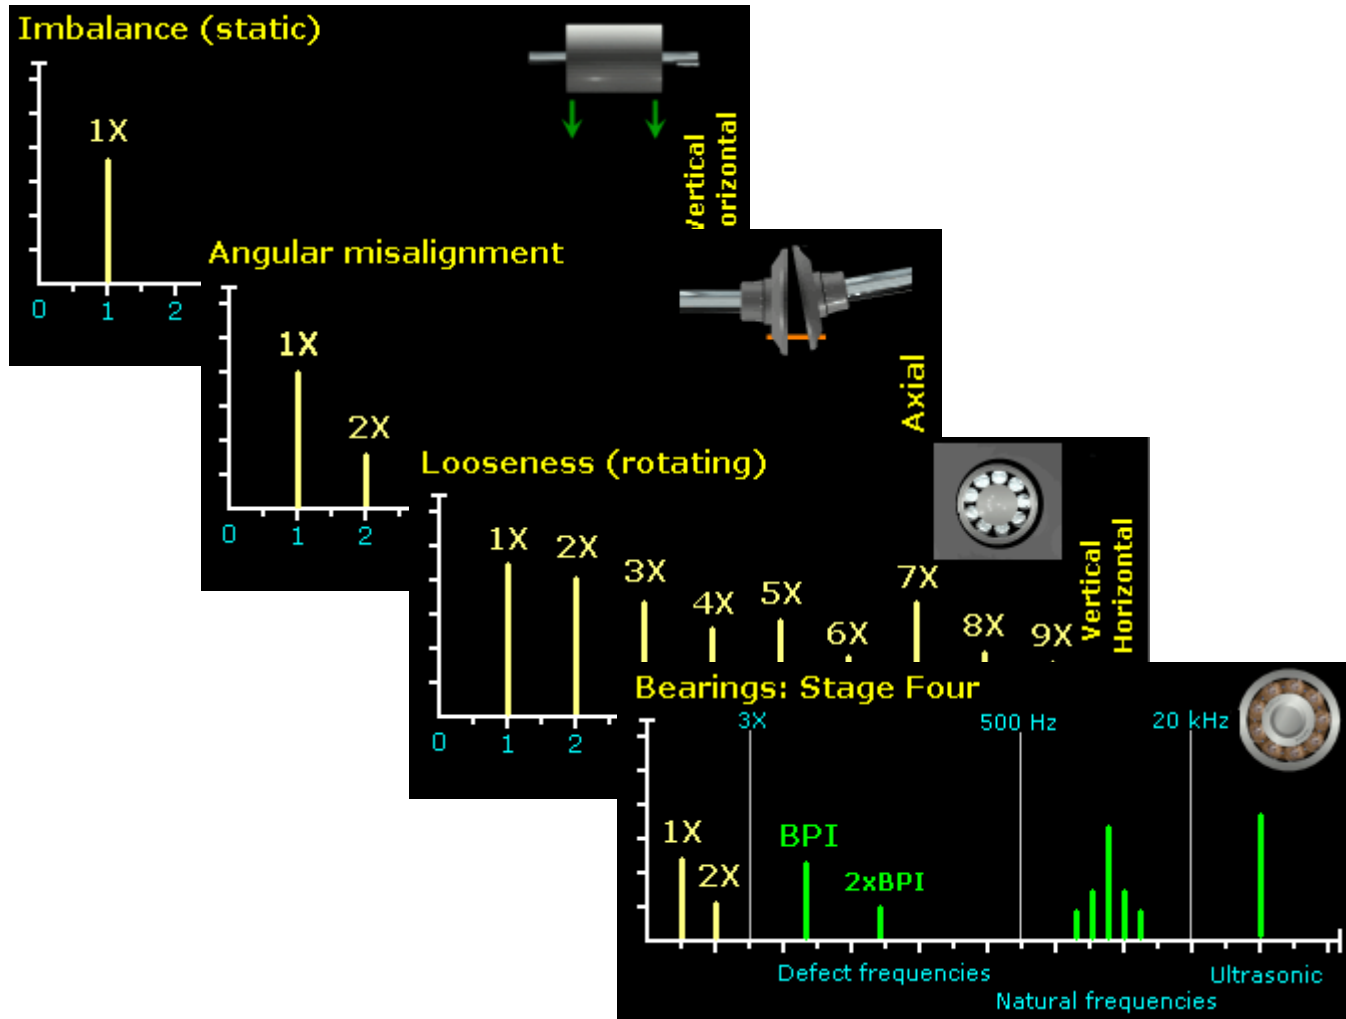 Imbalance (static)
1X
Vertical
orizontal
0 1 2
Angular misalignment
1X
2X
Axial
0 1 2
Looseness (rotating)
1X 2X 3X 4X 5X 6X 7X 8X 9X
Vertical
Horizontal
0 1 2
Bearings: Stage Four
3X 500 Hz 20 kHz
1X 2X BPI 2xBPI
Defect frequencies
Natural frequencies
Ultrasonic